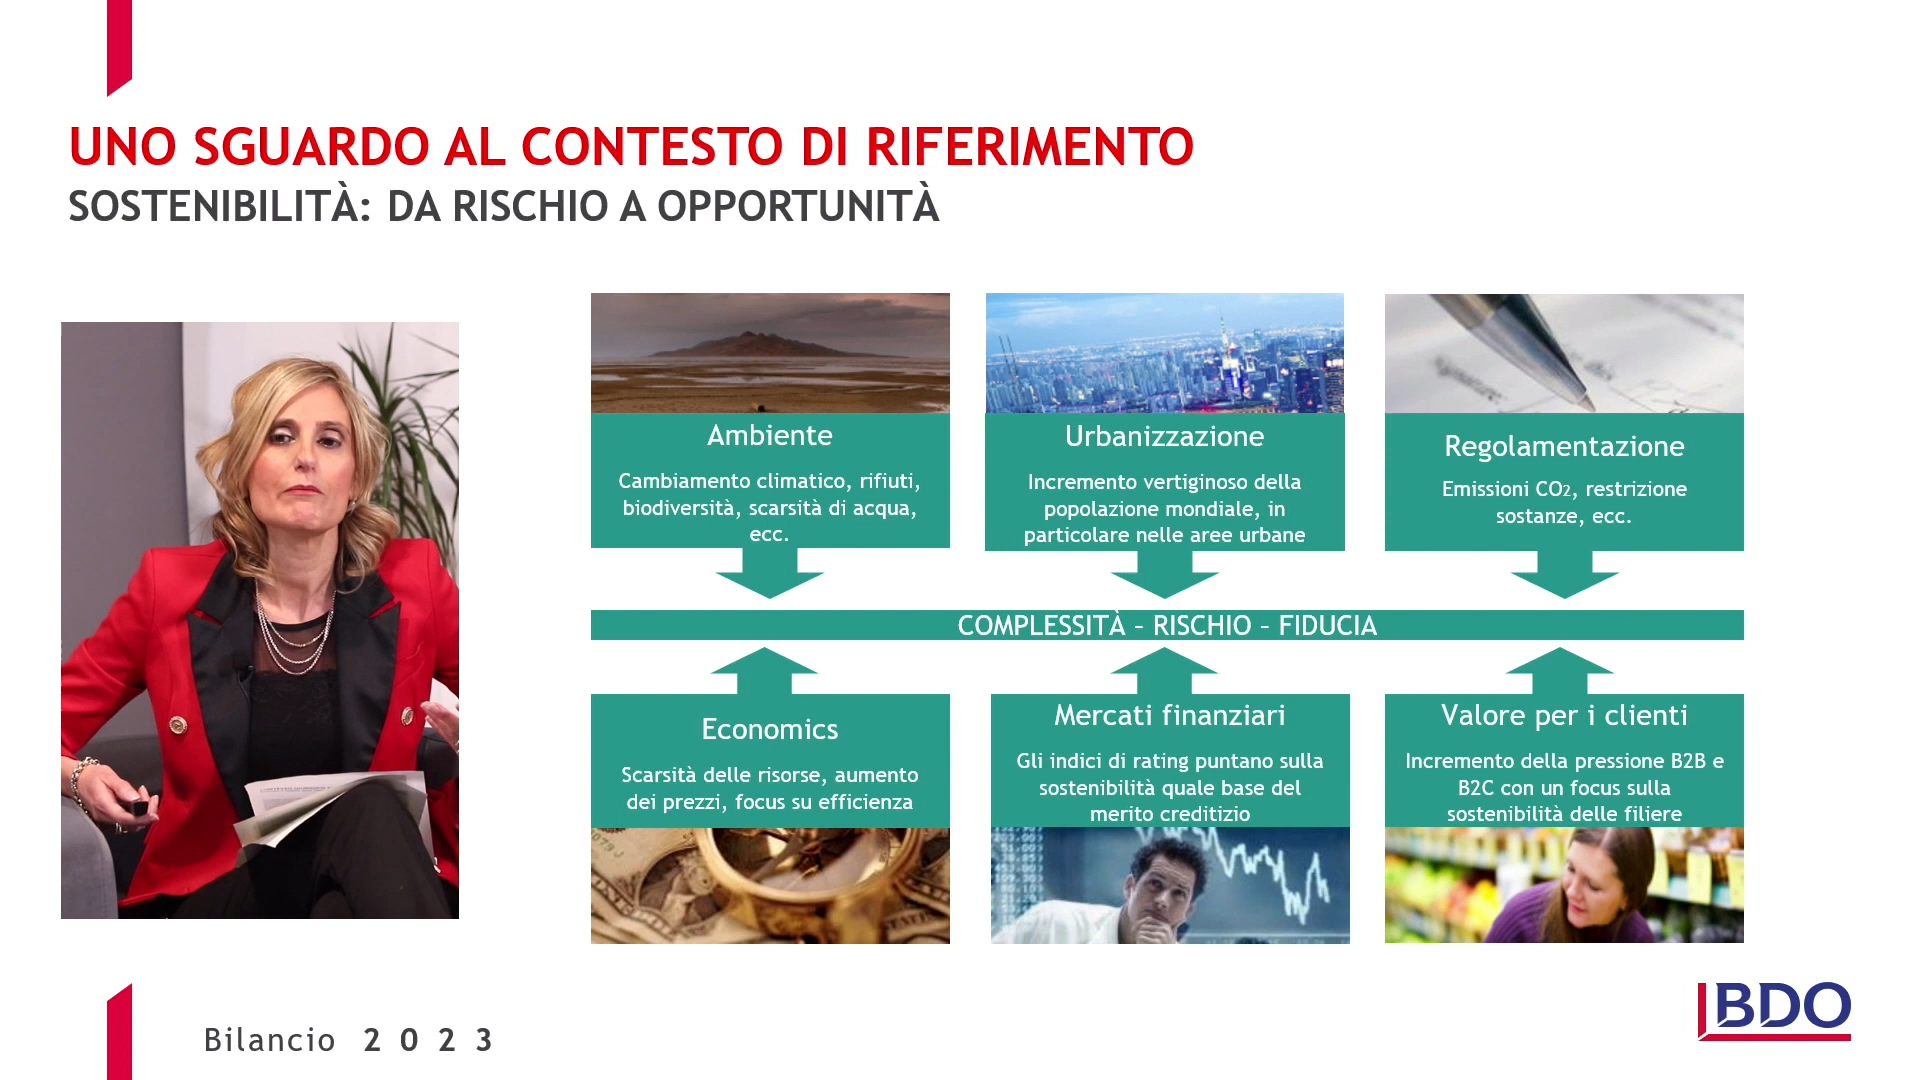 UNO SGUARDO AL CONTESTO DI RIFERIMENTO
SOSTENIBILITÀ: DA RISCHIO A OPPORTUNITÀ
Ambiente
Cambiamento climatico, rifiuti,
biodiversità, scarsità di acqua,
ecc.
Urbanizzazione
Incremento vertiginoso della
popolazione mondiale, in
particolare nelle aree urbane
Regolamentazione
Emissioni CO₂, restrizione
sostanze, ecc.
COMPLESSITÀ – RISCHIO – FIDUCIA
Economics
Scarsità delle risorse, aumento
dei prezzi, focus su efficienza
Mercati finanziari
Gli indici di rating puntano sulla
sostenibilità quale base del
merito creditizio
Valore per i clienti
Incremento della pressione B2B e
B2C con un focus sulla
sostenibilità delle filiere
Bilancio 2 0 2 3
BDO